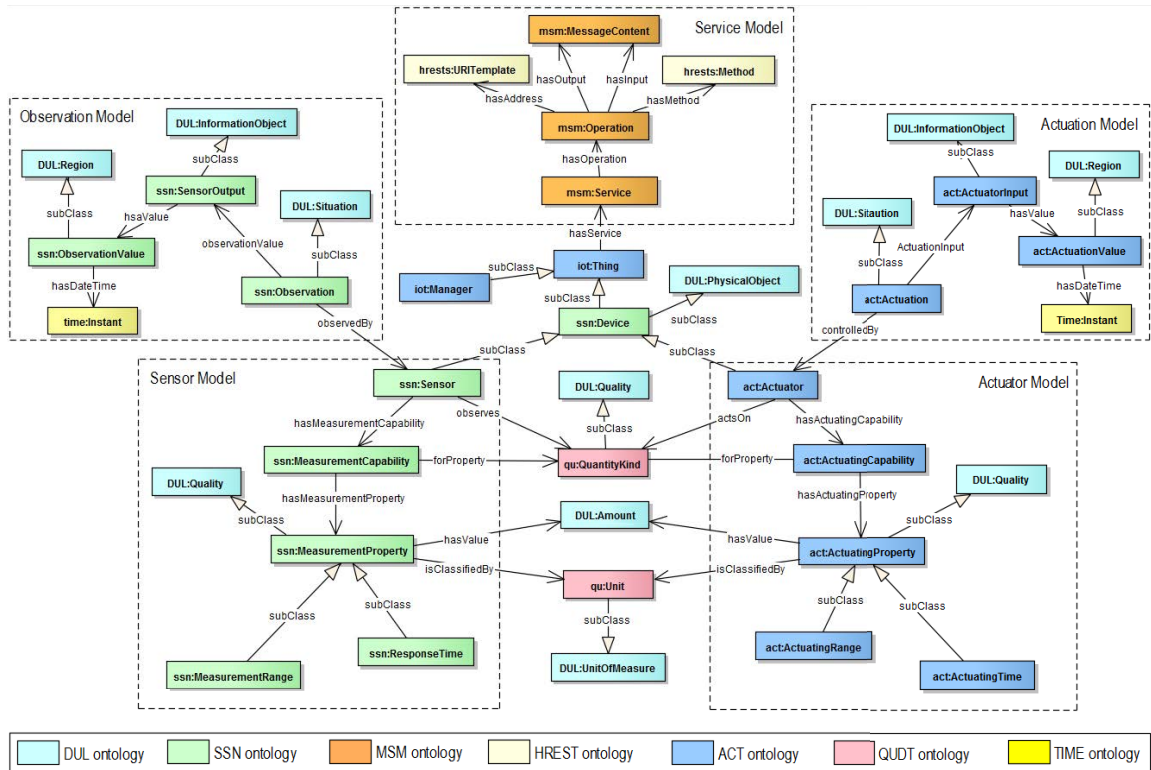 Service Model
msm:MessageContent
hrests:URITemplate
hrests:Method
hasOutput
hasInput
hasAddress
hasMethod
msm:Operation
hasOperation
msm:Service
hasService
Observation Model
DUL:InformationObject
subClass
DUL:Region
ssn:SensorOutput
subClass
hsaValue
DUL:Situation
observationValue
subClass
ssn:ObservationValue
hasDateTime
ssn:Observation
time:Instant
observedBy
Actuation Model
DUL:InformationObject
subClass
DUL:Region
act:ActuatorInput
hasValue
subClass
DUL:Sitaution
ActuationInput
subClass
act:ActuationValue
hasDateTime
act:Actuation
Time:Instant
controlledBy
subClass
iot:Thing
iot:Manager
subClass
DUL:PhysicalObject
ssn:Device
subClass
subClass
subClass
Sensor Model
ssn:Sensor
observes
hasMeasurementCapability
ssn:MeasurementCapability
forProperty
hasMeasurementProperty
DUL:Quality
subClass
ssn:MeasurementProperty
hasValue
isClassifiedBy
subClass
subClass
ssn:ResponseTime
ssn:MeasurementRange
DUL:Quality
subClass
qu:QuantityKind
DUL:Amount
qu:Unit
subClass
DUL:UnitOfMeasure
Actuator Model
act:Actuator
actsOn
hasActuatingCapability
forProperty
act:ActuatingCapability
hasActuatingProperty
DUL:Quality
subClass
hasValue
act:ActuatingProperty
isClassifiedBy
subClass
subClass
act:ActuatingRange
act:ActuatingTime
DUL ontology
SSN ontology
MSM ontology
HREST ontology
ACT ontology
QUDT ontology
TIME ontology